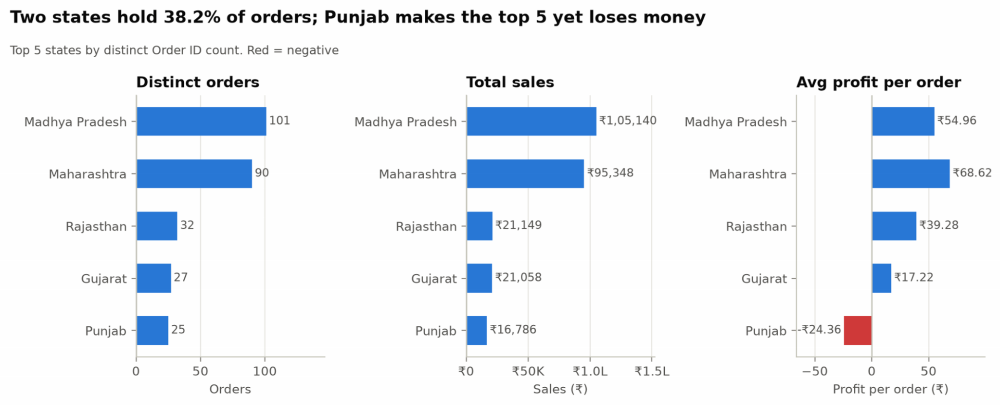 Two states hold 38.2% of orders; Punjab makes the top 5 yet loses money
Top 5 states by distinct Order ID count. Red = negative
Distinct orders
Madhya Pradesh 101
Maharashtra 90
Rajasthan 32
Gujarat 27
Punjab 25
0 50 100
Orders
Total sales
Madhya Pradesh ₹1,05,140
Maharashtra ₹95,348
Rajasthan ₹21,149
Gujarat ₹21,058
Punjab ₹16,786
₹0 ₹50K ₹1.0L ₹1.5L
Sales (₹)
Avg profit per order
Madhya Pradesh ₹54.96
Maharashtra ₹68.62
Rajasthan ₹39.28
Gujarat ₹17.22
Punjab -₹24.36
−50 0 50
Profit per order (₹)